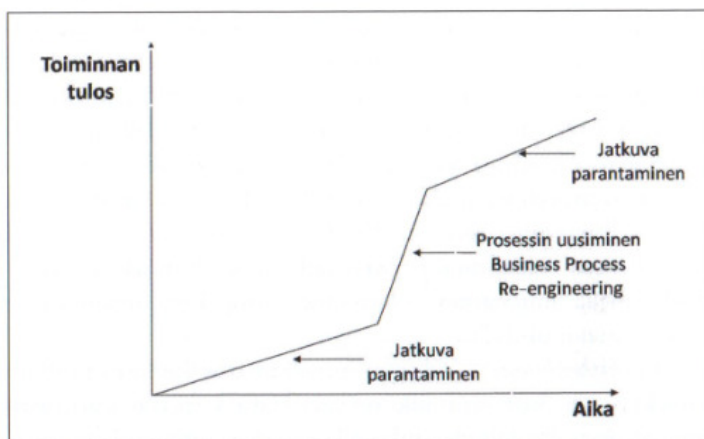 Toiminnan
tulos
Jatkuva
parantaminen
Prosessin uusiminen
Business Process
Re-engineering
Jatkuva
parantaminen
Aika